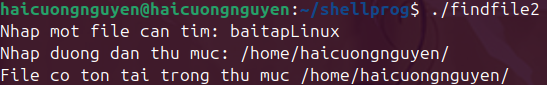 haicuongnguyen@haicuongnguyen:~/shellprog$ ./findfile2
Nhap mot file can tim: baitapLinux
Nhap duong dan thu muc: /home/haicuongnguyen/
File co ton tai trong thu muc /home/haicuongnguyen/